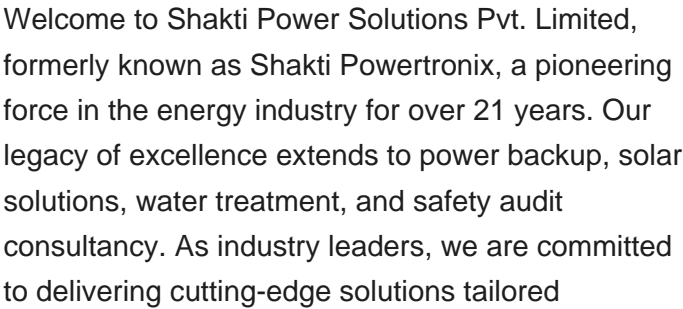 Welcome to Shakti Power Solutions Pvt. Limited,
formerly known as Shakti Powertronix, a pioneering
force in the energy industry for over 21 years. Our
legacy of excellence extends to power backup, solar
solutions, water treatment, and safety audit
consultancy. As industry leaders, we are committed
to delivering cutting-edge solutions tailored